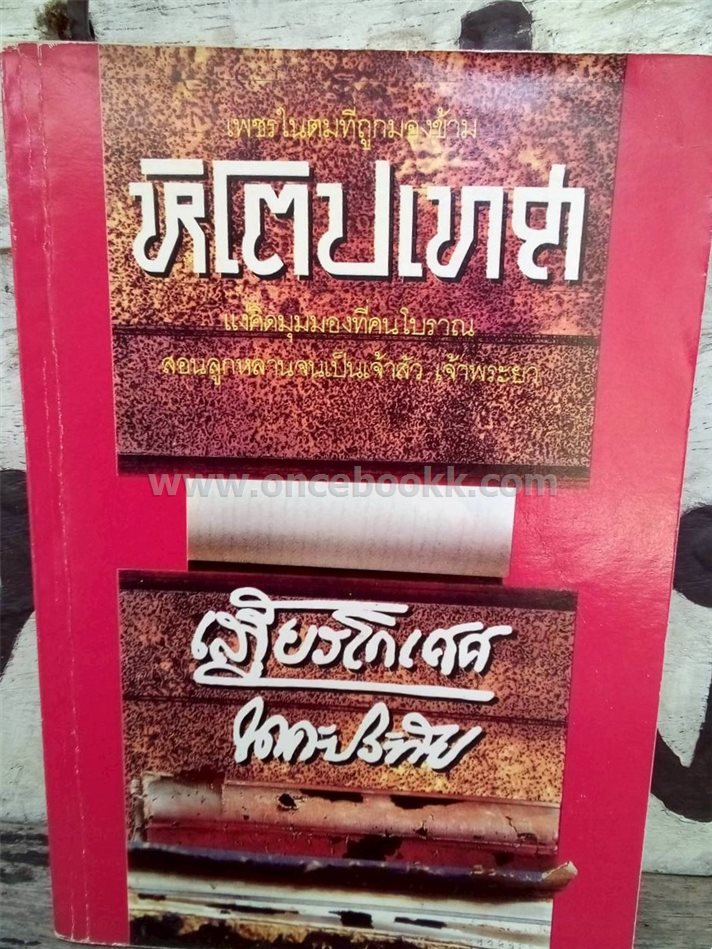 เพชรในตมที่ถูกมองข้าม
หิโตปเทศ
แง่คิดมุมมองที่คนโบราณ
สอนลูกหลานจนเป็นเจ้าสัว เจ้าพระยา
www.oncebookk.com
เสฐียรโกเศศ
นาคะประทีป